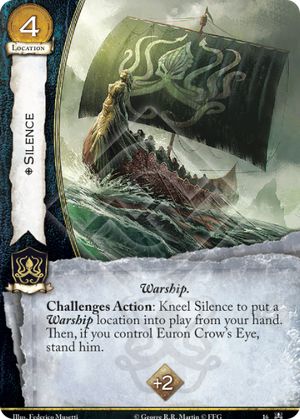 4
LOCATION
SILENCE
Warship.
Challenges Action: Kneel Silence to put a
Warship location into play from your hand.
Then, if you control Euron Crow's Eye,
stand him.
+2
Illus. Federico Musetti
© George R.R. Martin © FFG
16